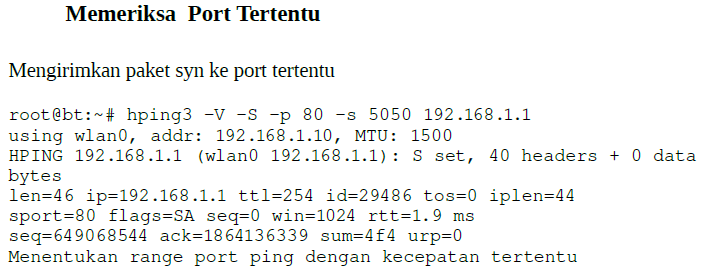 Memeriksa Port Tertentu
Mengirimkan paket syn ke port tertentu
root@bt:~# hping3 -V -S -p 80 -s 5050 192.168.1.1
using wlan0, addr: 192.168.1.10, MTU: 1500
HPING 192.168.1.1 (wlan0 192.168.1.1): S set, 40 headers + 0 data
bytes
len=46 ip=192.168.1.1 ttl=254 id=29486 tos=0 iplen=44
sport=80 flags=SA seq=0 win=1024 rtt=1.9 ms
seq=649068544 ack=1864136339 sum=4f4 urp=0
Menentukan range port ping dengan kecepatan tertentu